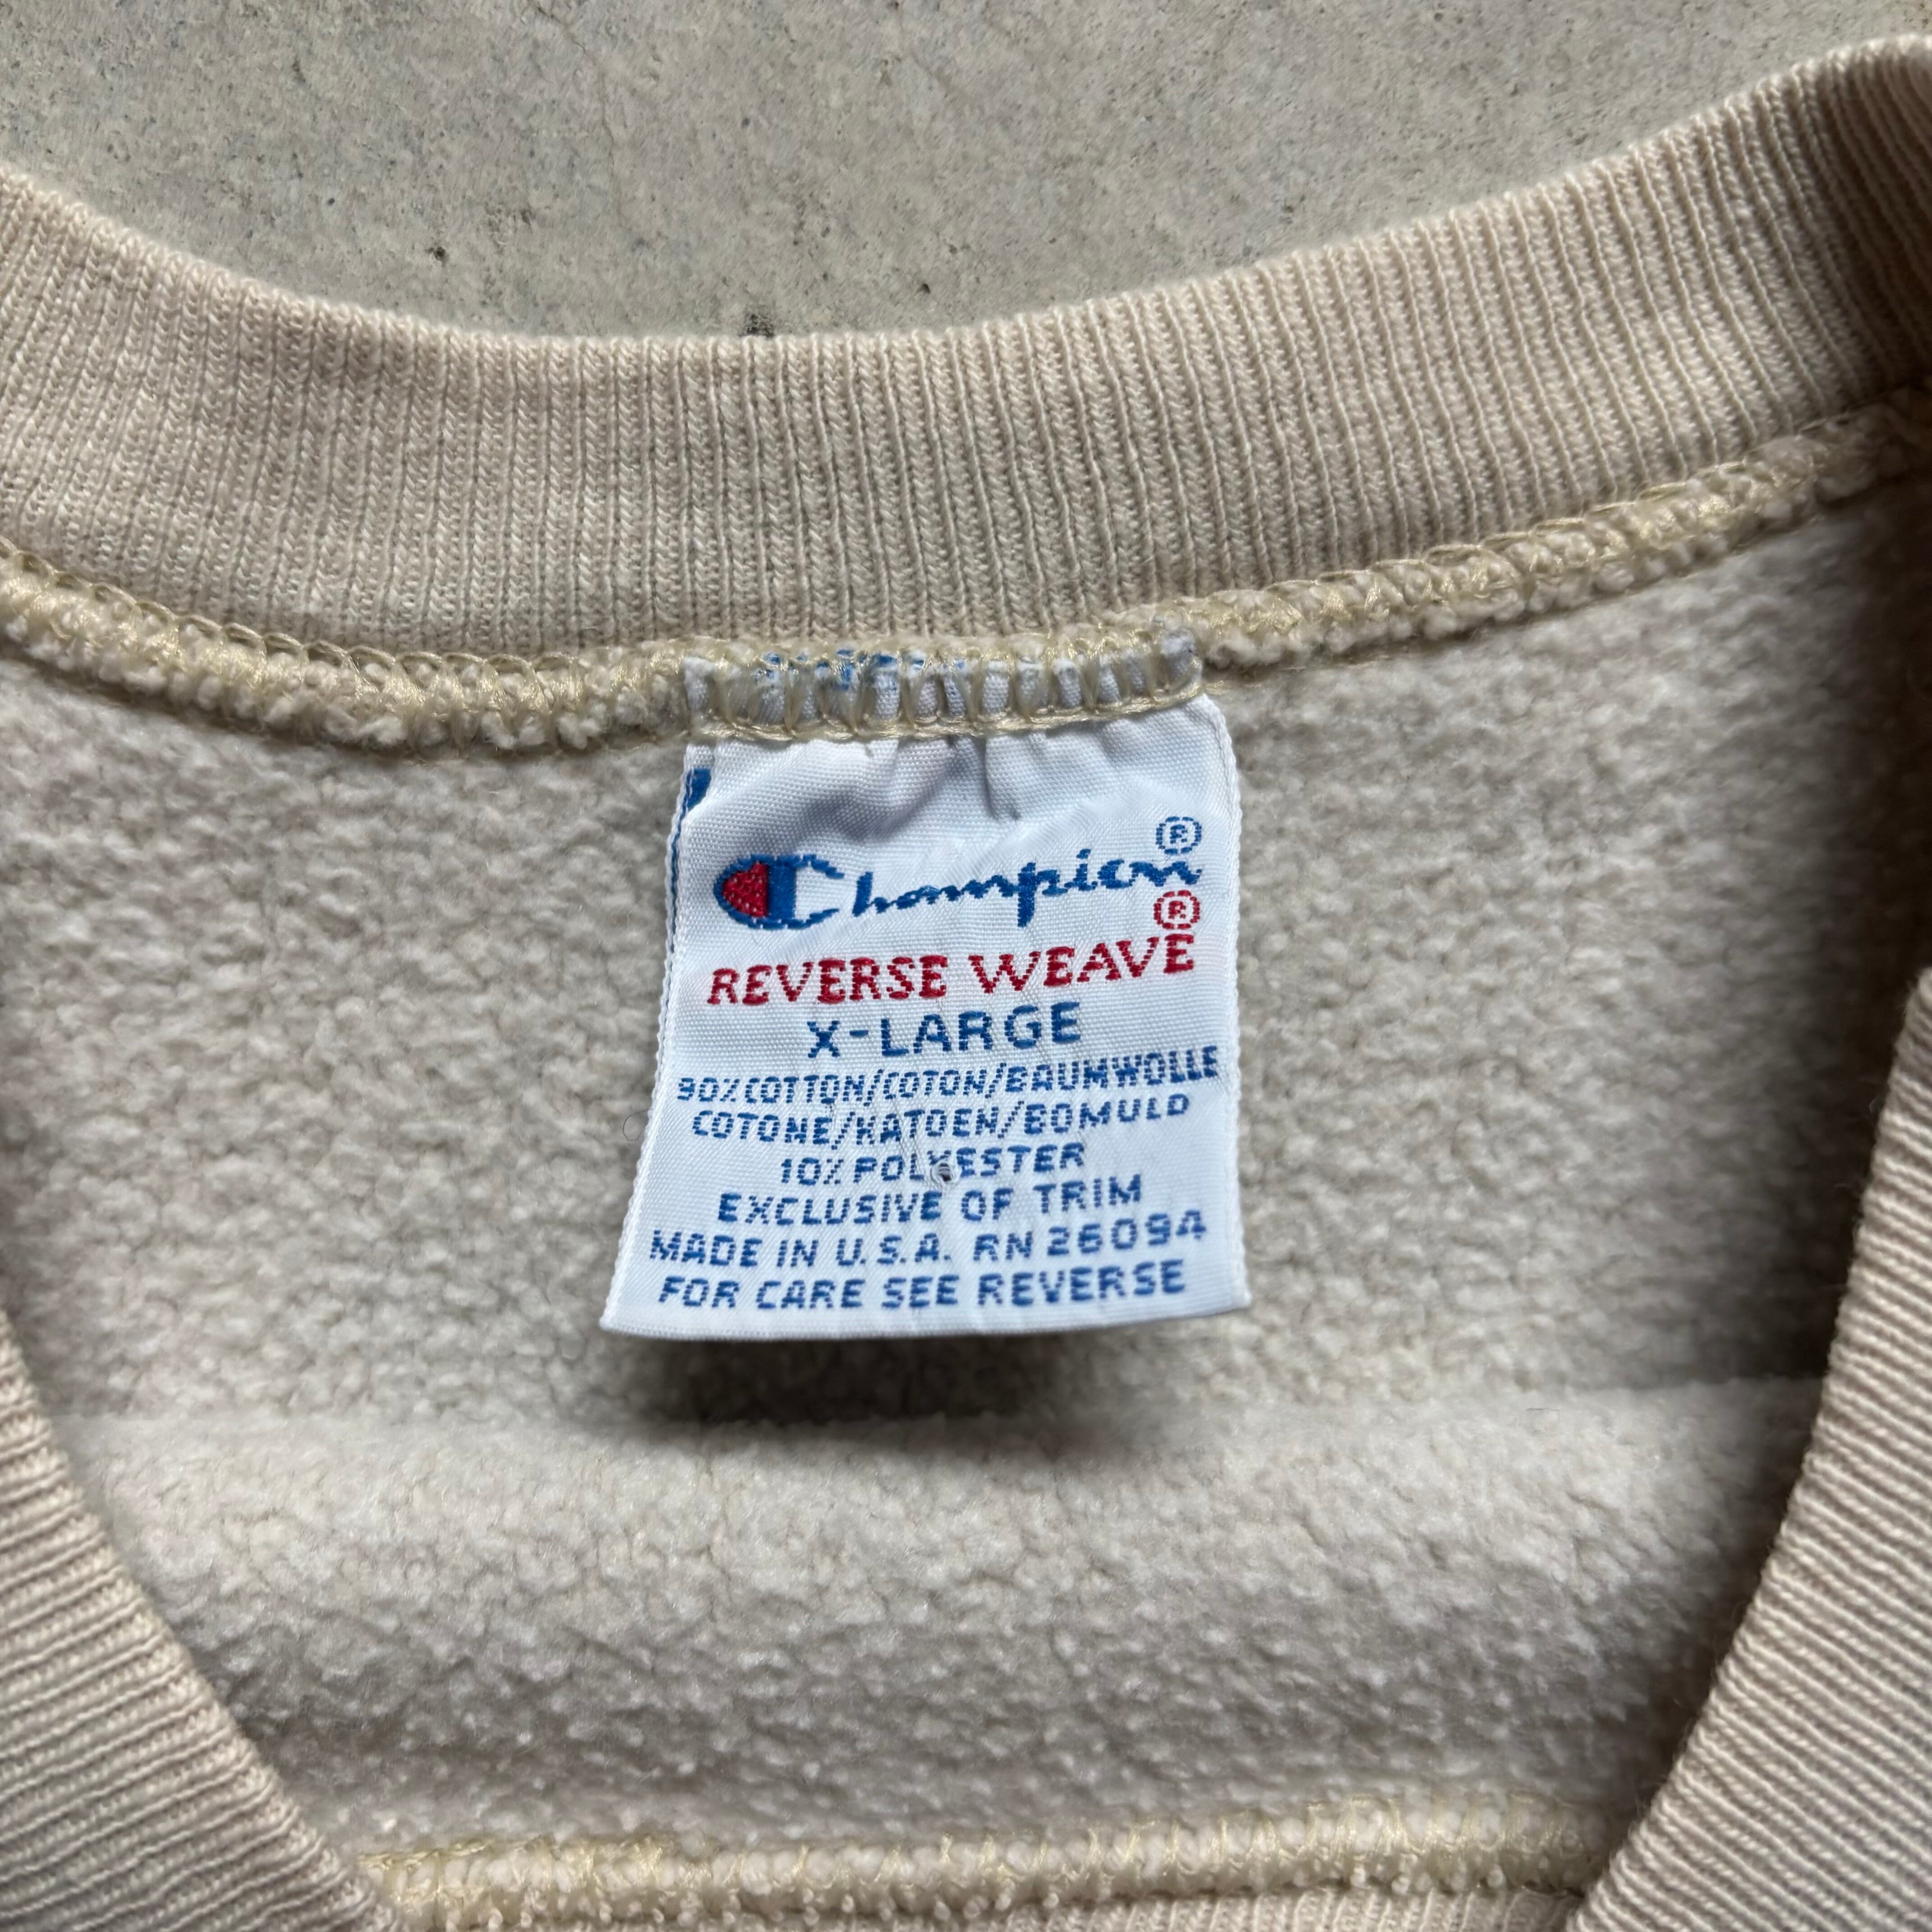 Champion®
REVERSE WEAVE®
X-LARGE
90% COTTON/COTON/BAUMWOLLE
COTONE/KATOEN/BOMULD
10% POLYESTER
EXCLUSIVE OF TRIM
MADE IN U.S.A. RN 26094
FOR CARE SEE REVERSE